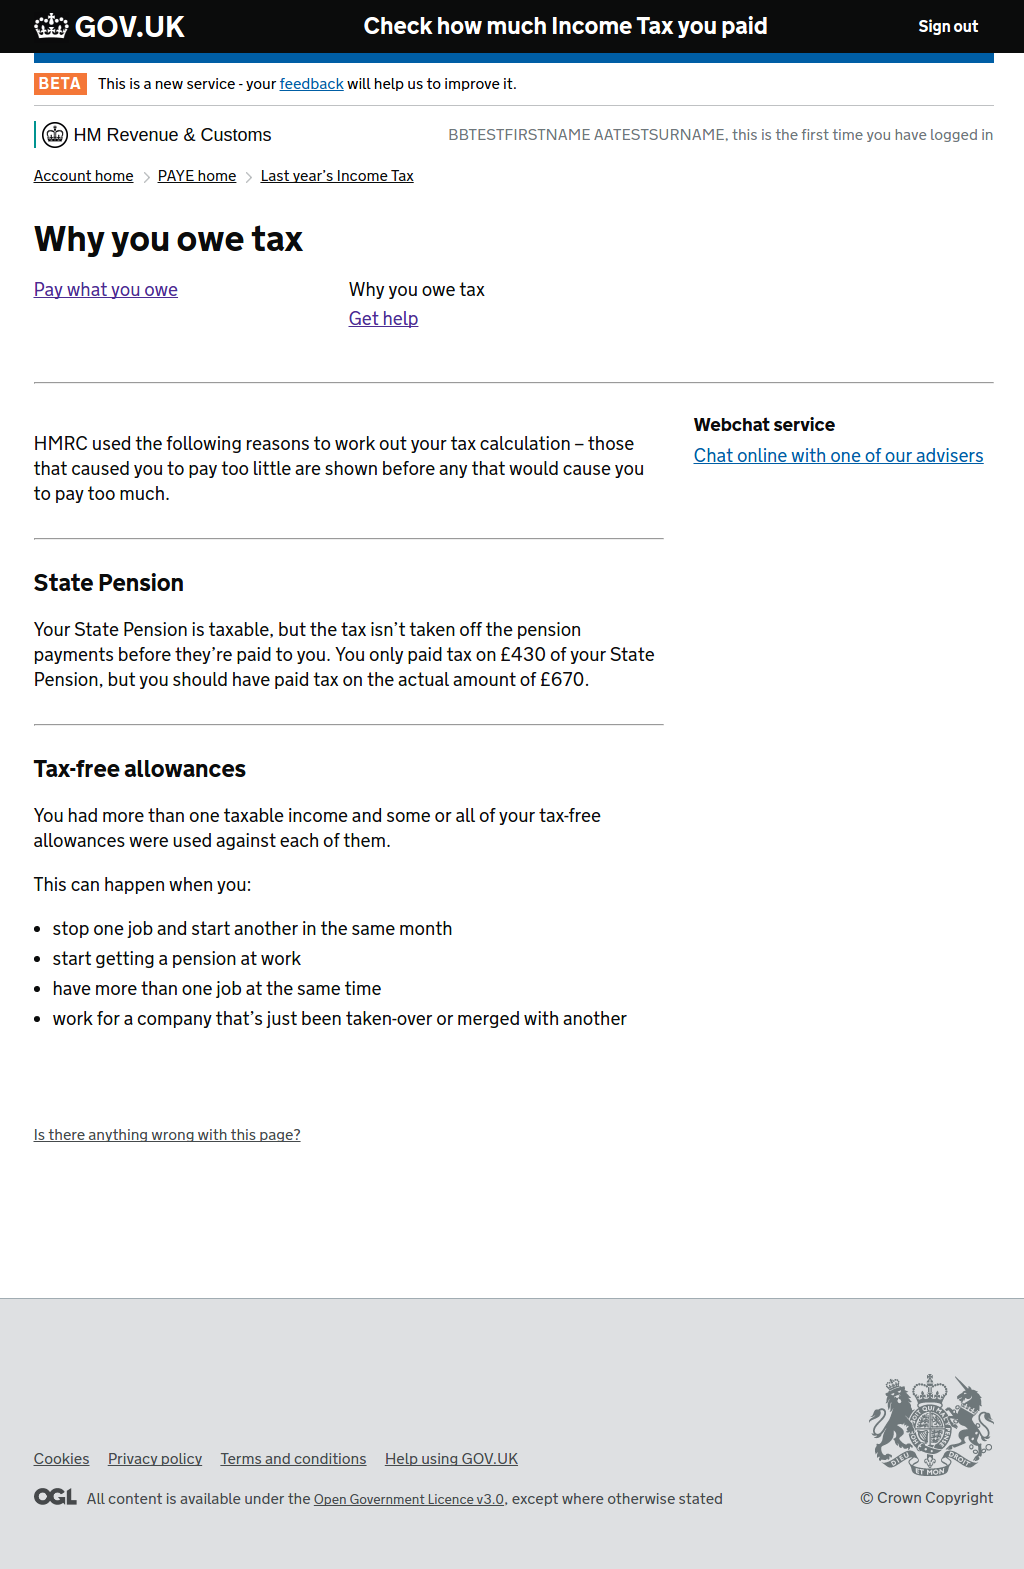 GOV.UK
Check how much Income Tax you paid
Sign out
BETA This is a new service - your feedback will help us to improve it.
HM Revenue & Customs
BBTESTFIRSTNAME AATESTSURNAME, this is the first time you have logged in
Account home
PAYE home
Last year’s Income Tax
Why you owe tax
Pay what you owe
Why you owe tax
Get help
HMRC used the following reasons to work out your tax calculation – those
that caused you to pay too little are shown before any that would cause you
to pay too much.
Webchat service
Chat online with one of our advisers
State Pension
Your State Pension is taxable, but the tax isn’t taken off the pension
payments before they’re paid to you. You only paid tax on £430 of your State
Pension, but you should have paid tax on the actual amount of £670.
Tax-free allowances
You had more than one taxable income and some or all of your tax-free
allowances were used against each of them.
This can happen when you:
• stop one job and start another in the same month
• start getting a pension at work
• have more than one job at the same time
• work for a company that’s just been taken-over or merged with another
Is there anything wrong with this page?
DIEU ET MON DROIT
Cookies
Privacy policy
Terms and conditions
Help using GOV.UK
OGL All content is available under the Open Government Licence v3.0, except where otherwise stated
© Crown Copyright